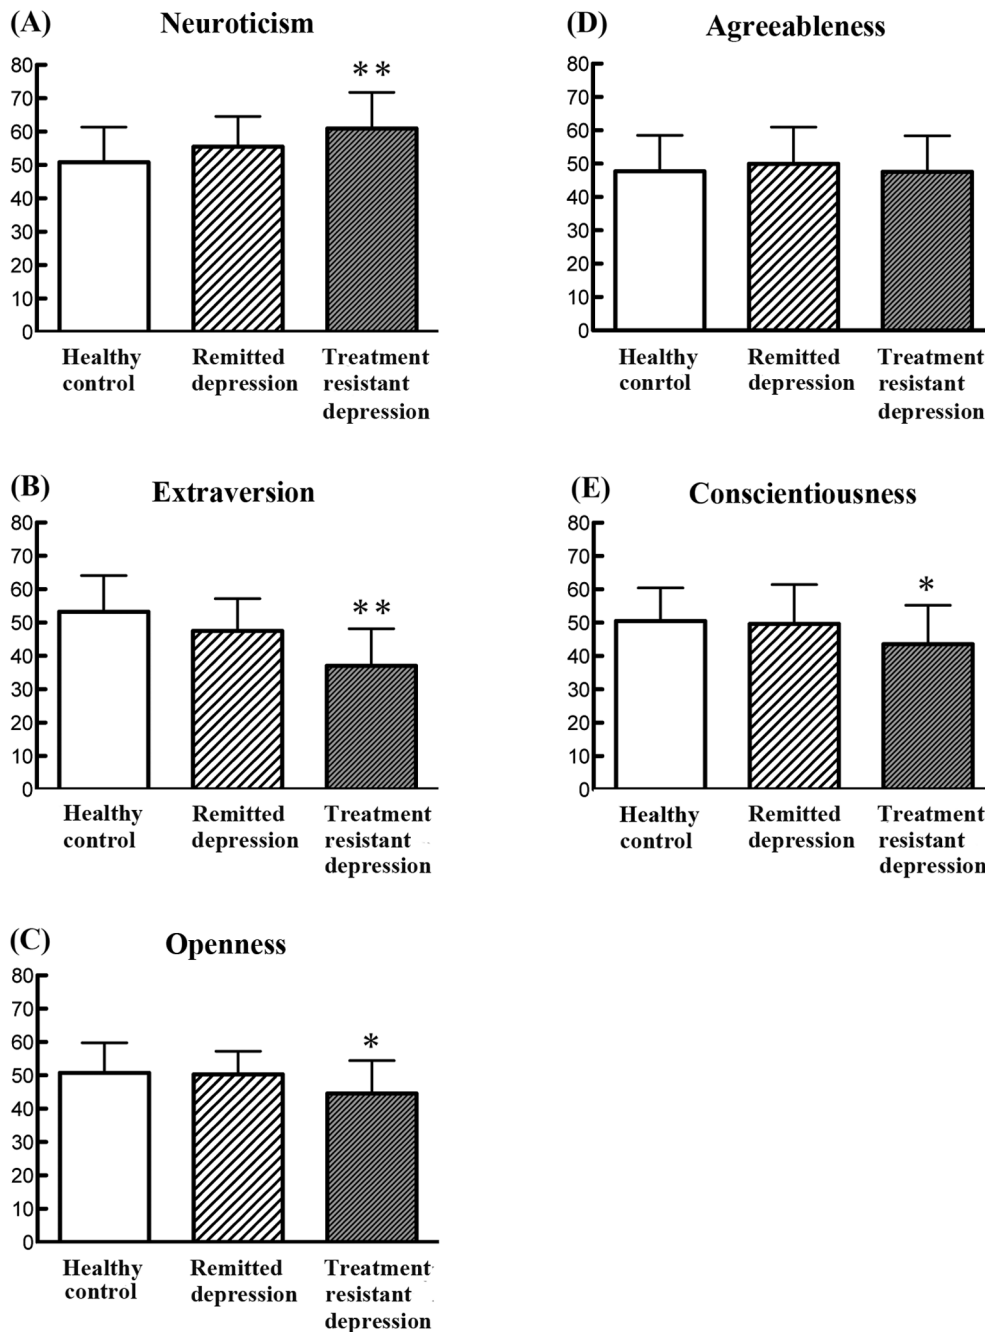 (A)
Neuroticism
**
80
70
60
50
40
30
20
10
0
Healthy
control
Remitted
depression
Treatment
resistant
depression
(B)
Extraversion
**
80
70
60
50
40
30
20
10
0
Healthy
control
Remitted
depression
Treatment
resistant
depression
(C)
Openness
*
80
70
60
50
40
30
20
10
0
Healthy
control
Remitted
depression
Treatment
resistant
depression
(D)
Agreeableness
80
70
60
50
40
30
20
10
0
Healthy
conrtol
Remitted
depression
Treatment
resistant
depression
(E)
Conscientiousness
*
80
70
60
50
40
30
20
10
0
Healthy
control
Remitted
depression
Treatment
resistant
depression